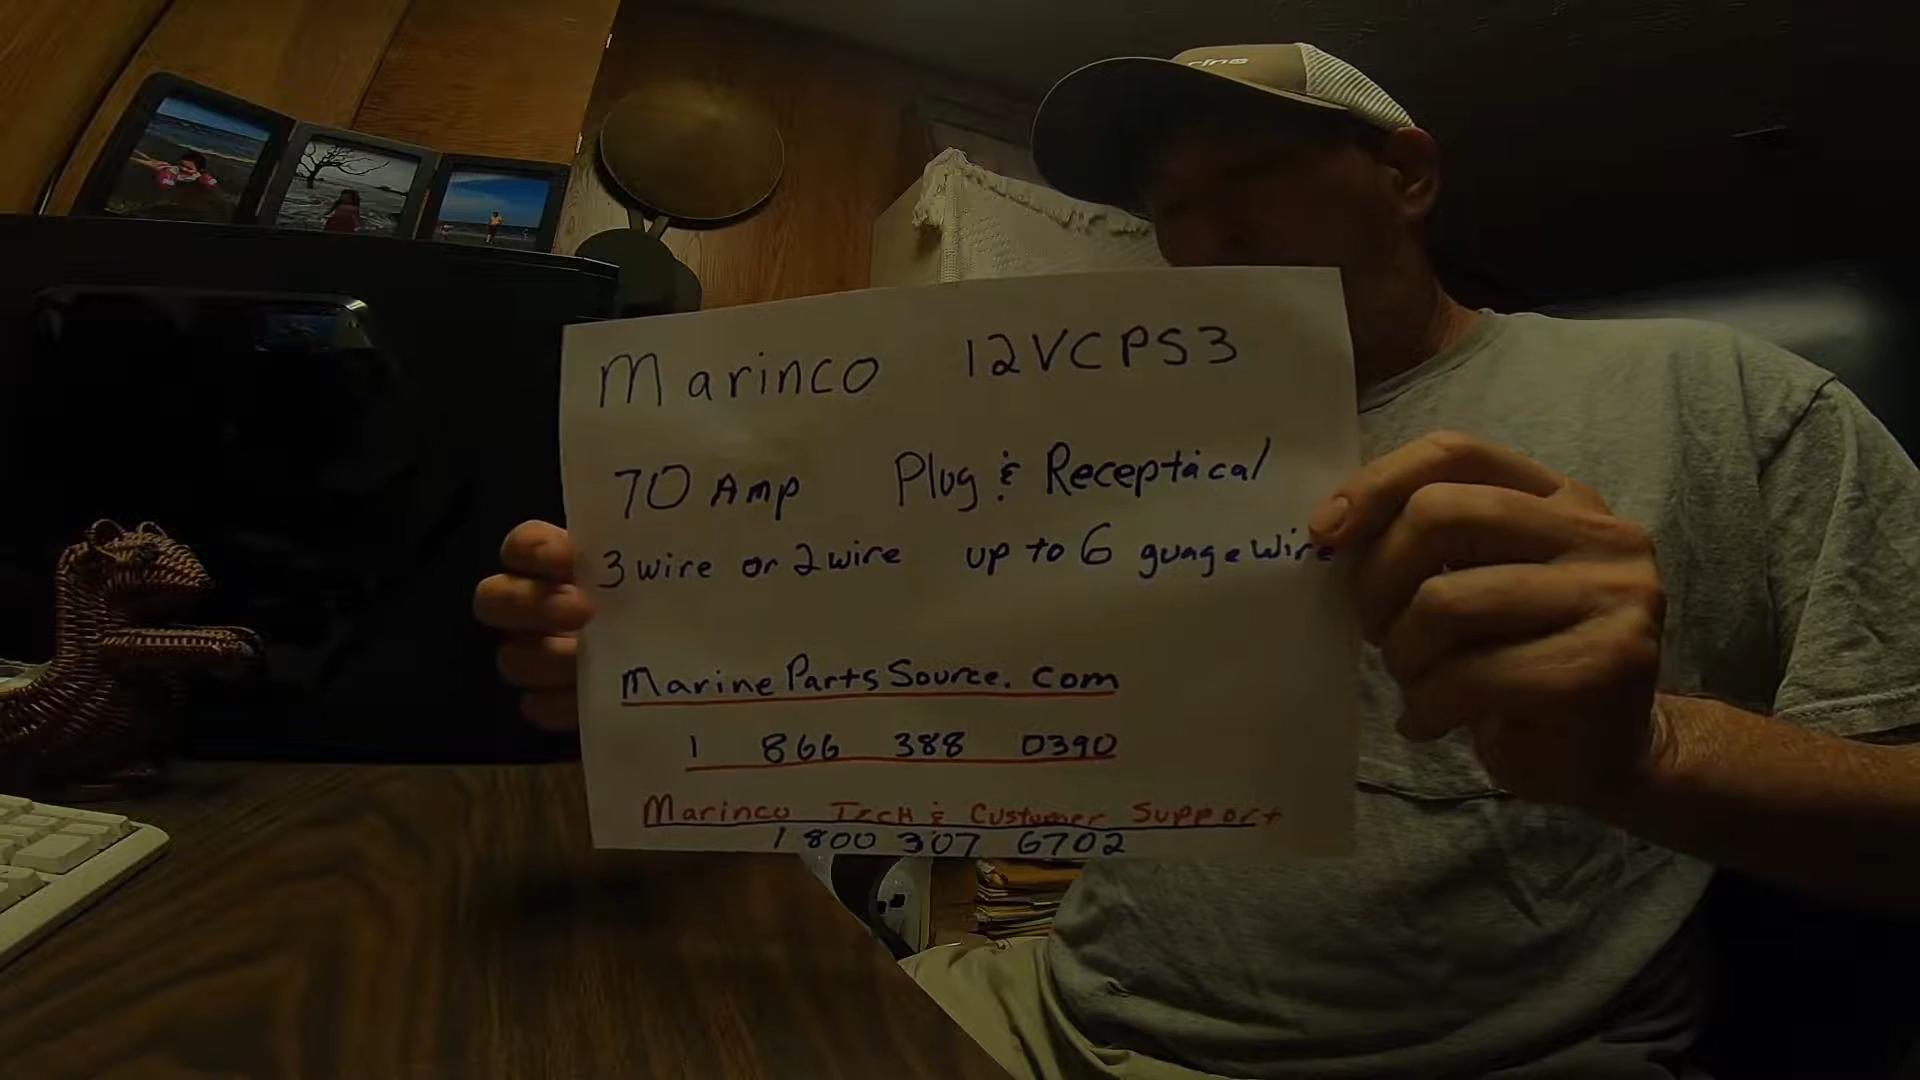 Marinco 12VCPS3
70 Amp Plug & Receptical
3 wire or 2 wire up to 6 guage wire
MarinePartsSource.com
1 866 388 0390
Marinco Tech & Customer Support
1 800 307 6702